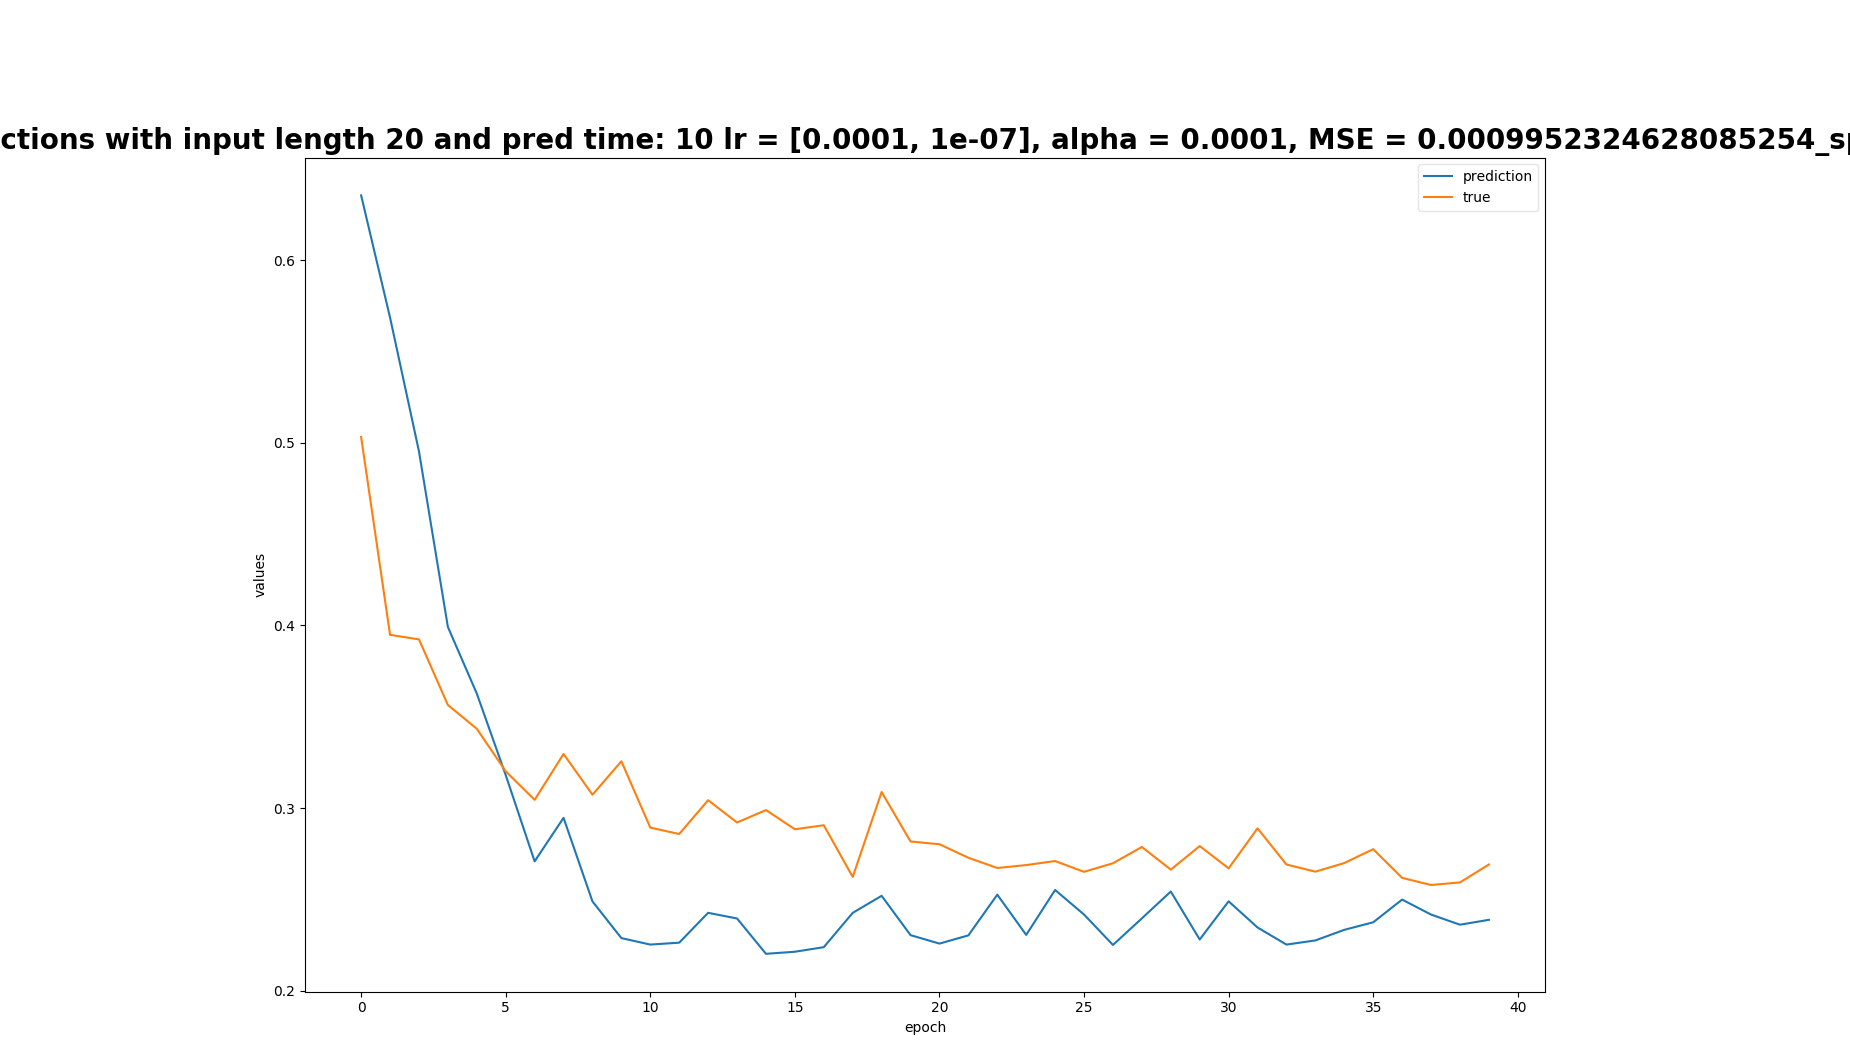 ctions with input length 20 and pred time: 10 lr = [0.0001, 1e-07], alpha = 0.0001, MSE = 0.0009952324628085254_sp
prediction
true
0.6
0.5
0.4
0.3
0.2
values
0 5 10 15 20 25 30 35 40
epoch